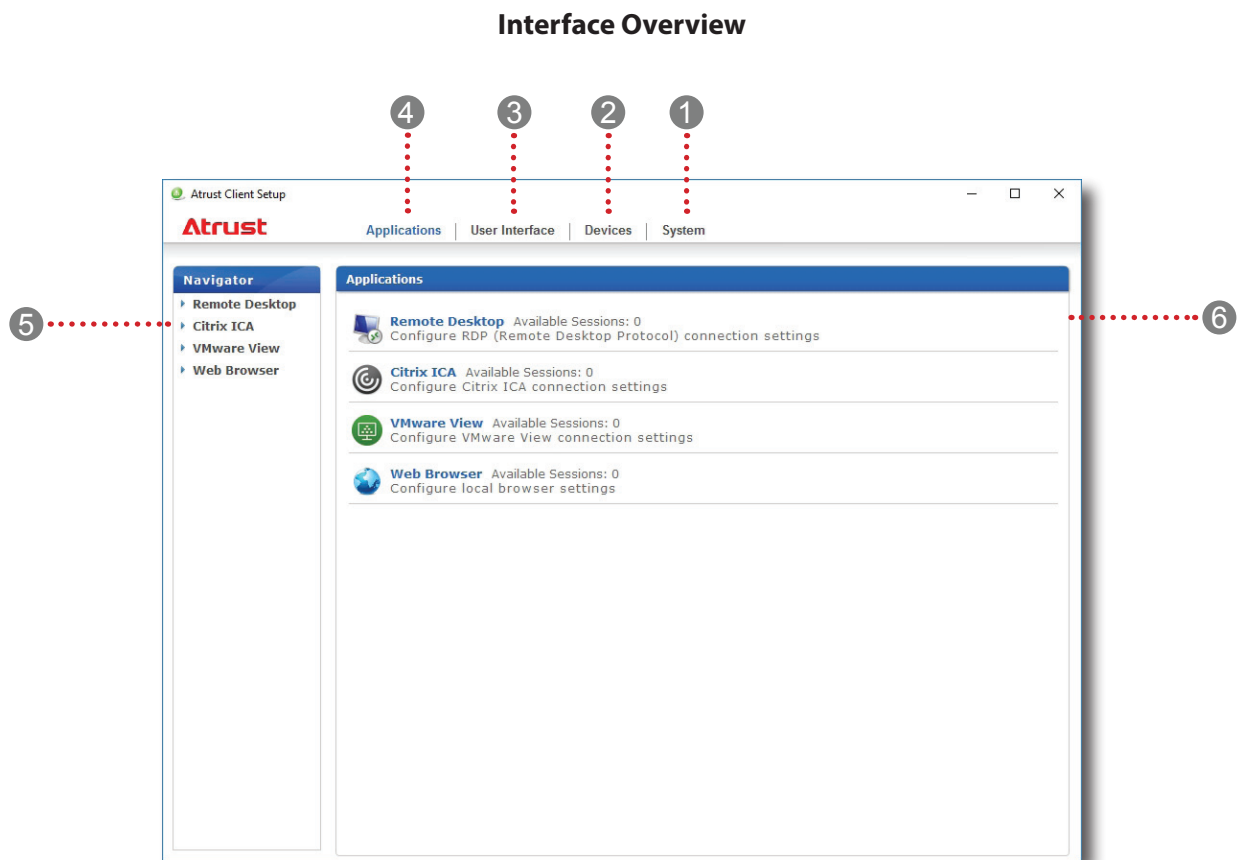 Interface Overview
4 3 2 1
Atrust Client Setup
Atrust
Applications | User Interface | Devices | System
Navigator
Remote Desktop
Citrix ICA
VMware View
Web Browser
5
Applications
Remote Desktop Available Sessions: 0
Configure RDP (Remote Desktop Protocol) connection settings
Citrix ICA Available Sessions: 0
Configure Citrix ICA connection settings
VMware View Available Sessions: 0
Configure VMware View connection settings
Web Browser Available Sessions: 0
Configure local browser settings
6